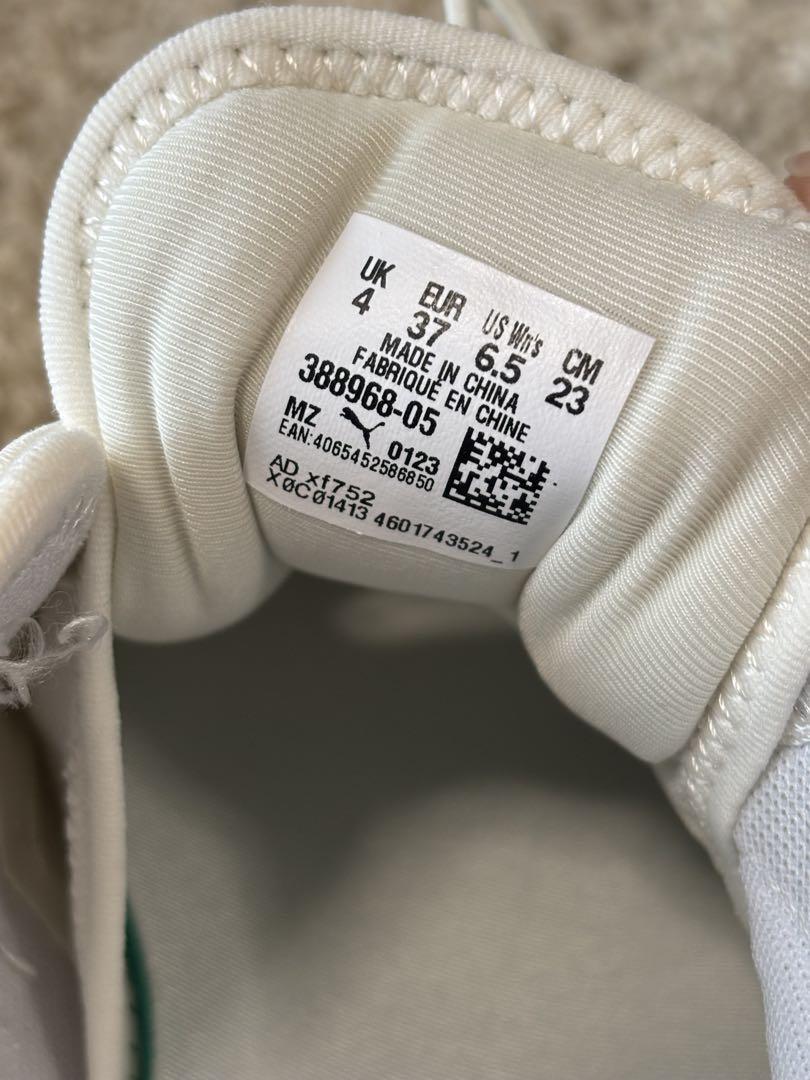 UK EUR US Wn's CM
4 37 6.5 23
MADE IN CHINA
FABRIQUÉ EN CHINE
388968-05
MZ 0123
EAN:4065452586850
AD xf752
X0C01413 4601743524_1